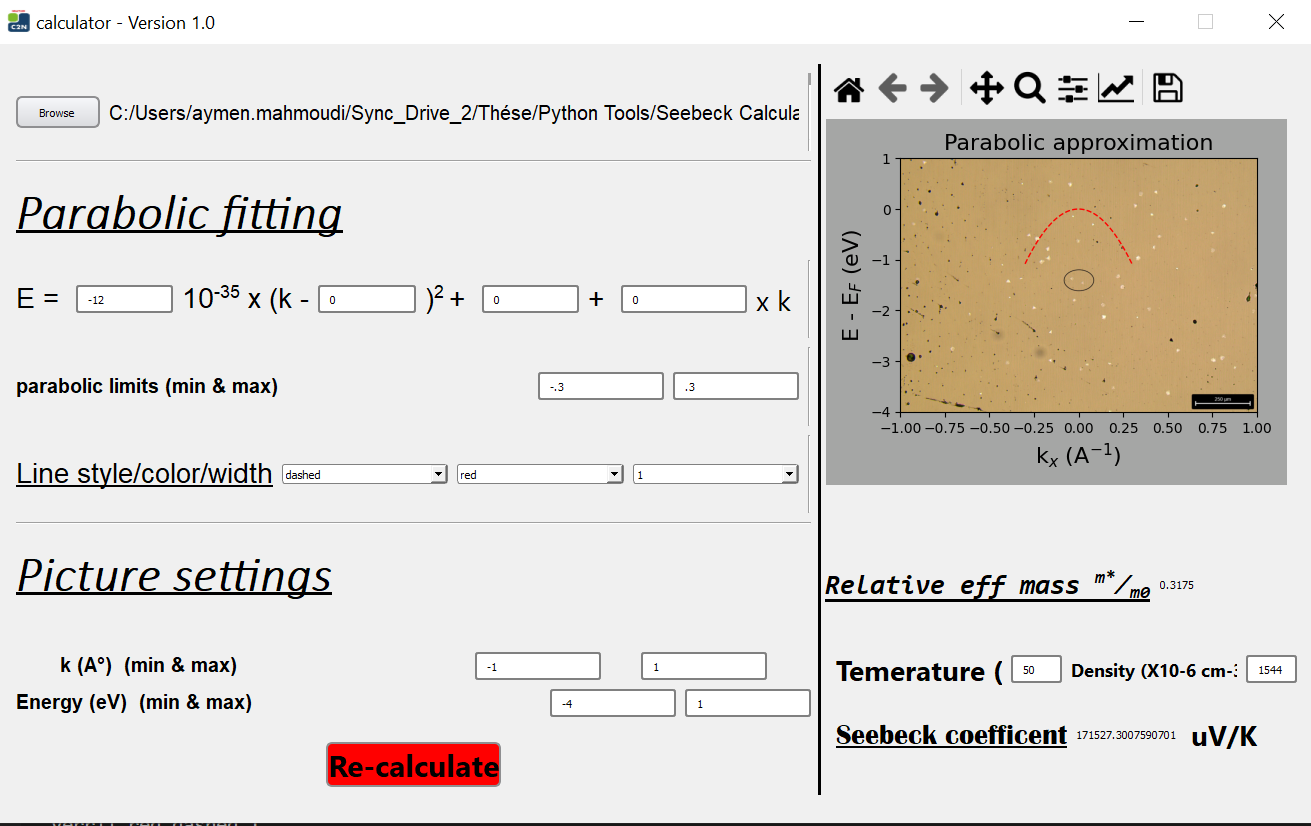 calculator - Version 1.0
Browse
C:/Users/aymen.mahmoudi/Sync_Drive_2/Thése/Python Tools/Seebeck Calcula
Parabolic fitting
E = -12 10^-35 x (k - 0 )^2 + 0 + 0 x k
parabolic limits (min & max) -.3 .3
Line style/color/width dashed red 1
Picture settings
k (A°) (min & max) -1 1
Energy (eV) (min & max) -4 1
Re-calculate
Parabolic approximation
1
0
−1
−2
−3
−4
E - E_F (eV)
250 µm
−1.00 −0.75 −0.50 −0.25 0.00 0.25 0.50 0.75 1.00
k_x (A^−1)
Relative eff mass m*/m0 0.3175
Temerature ( 50 Density (X10-6 cm-3 1544
Seebeck coefficent 171527.3007590701 uV/K